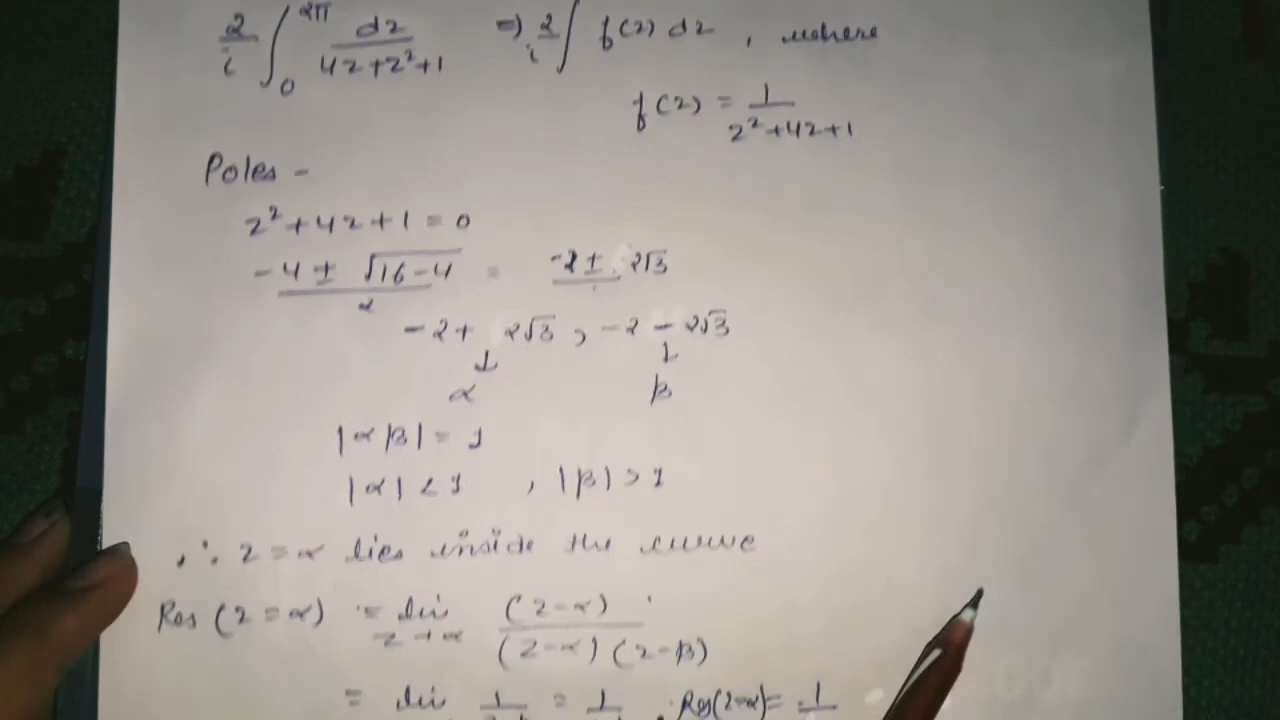 2/i ∫₀^2π dz / 4z+z²+1 ⇒ 2/i ∫ f(z) dz , where
f(z) = 1 / z²+4z+1
Poles -
z²+4z+1 = 0
-4 ± √16-4 / 2 = -2 ± 2√3
-2+ 2√3 , -2 - 2√3
↓ ↓
α β
|αβ| = 1
|α| < 1 , |β| > 1
∴ z = α lies inside the curve
Res (z = α) = lim z→α (z-α) / (z-α) (z-β)
= lim 1 = 1 , Res(z=α) = 1